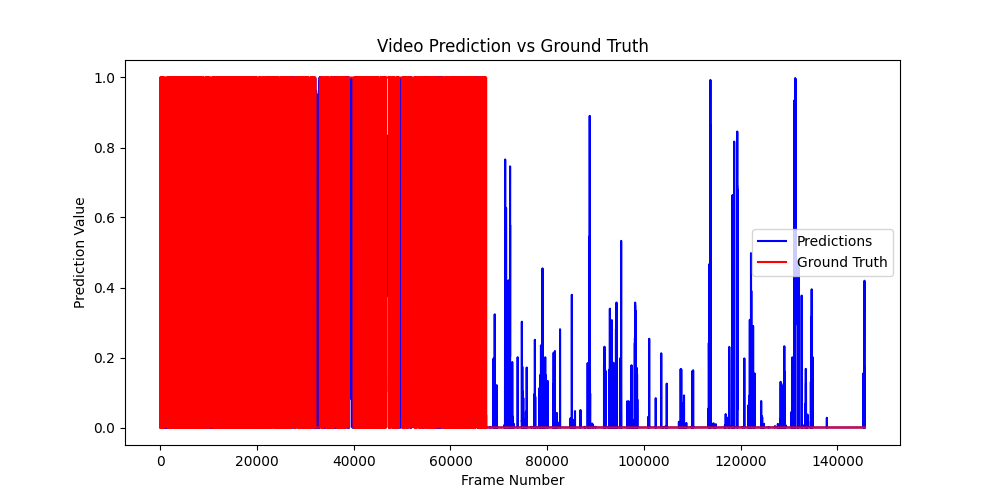 Video Prediction vs Ground Truth
1.0
0.8
0.6
0.4
0.2
0.0
Prediction Value
Predictions
Ground Truth
0 20000 40000 60000 80000 100000 120000 140000
Frame Number